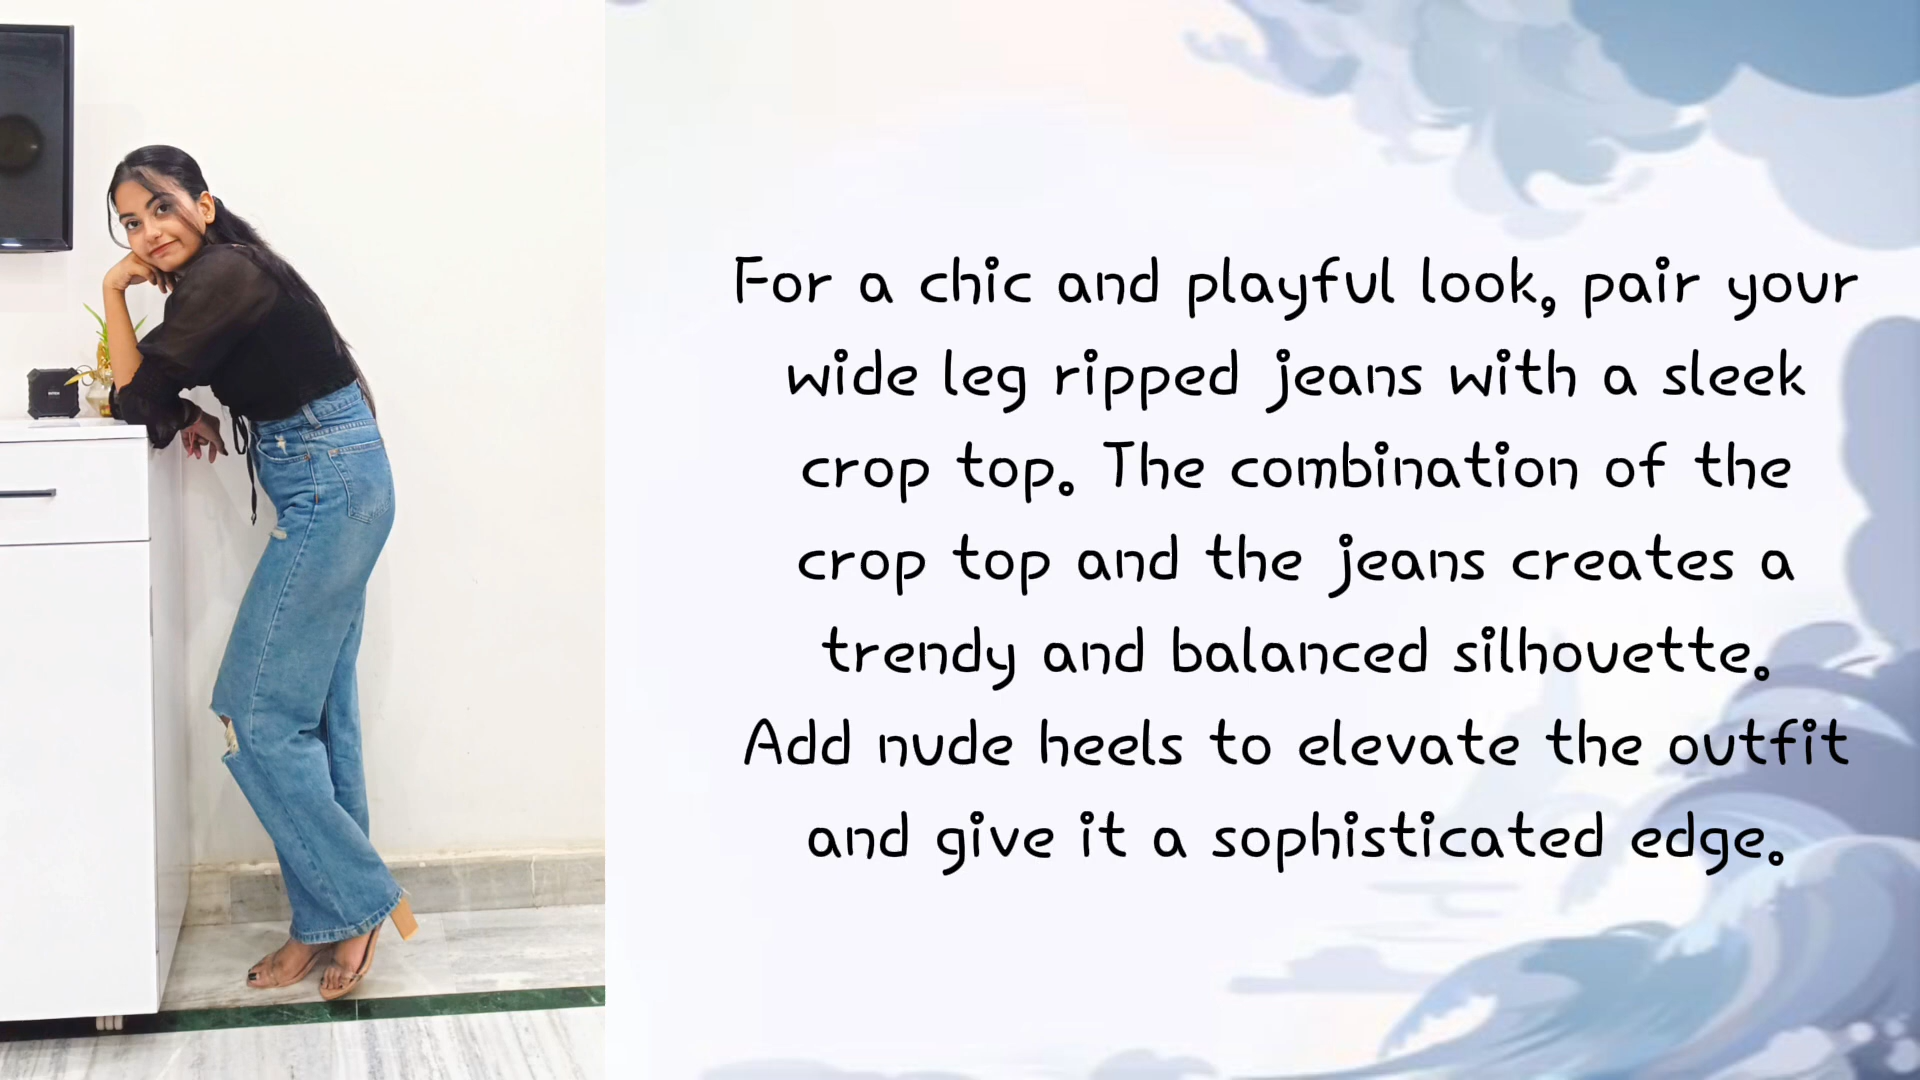 For a chic and playful look, pair your
wide leg ripped jeans with a sleek
crop top. The combination of the
crop top and the jeans creates a
trendy and balanced silhouette.
Add nude heels to elevate the outfit
and give it a sophisticated edge.